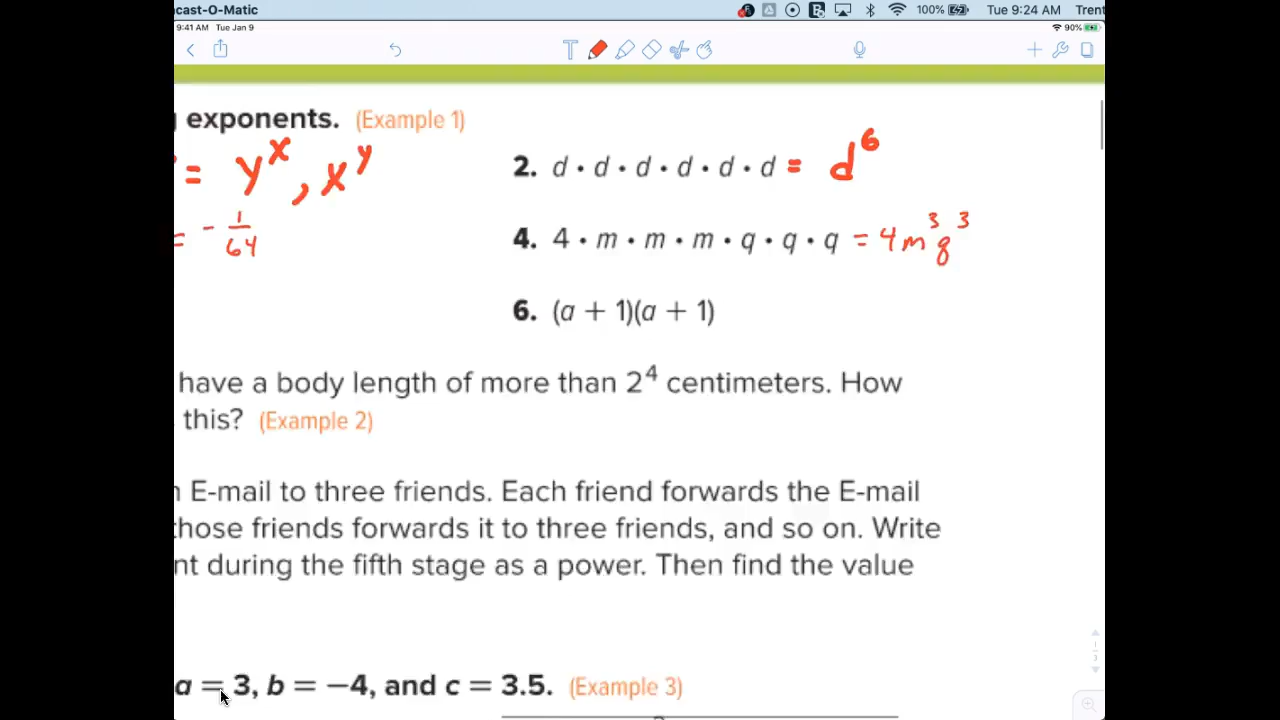 cast-O-Matic 100% Tue 9:24 AM Trent
9:41 AM Tue Jan 9 90%
T
exponents. (Example 1)
= y^x, x^y
2. d · d · d · d · d · d = d^6
= - 1/64
4. 4 · m · m · m · q · q · q = 4m^3q^3
6. (a + 1)(a + 1)
have a body length of more than 2^4 centimeters. How
this? (Example 2)
E-mail to three friends. Each friend forwards the E-mail
those friends forwards it to three friends, and so on. Write
nt during the fifth stage as a power. Then find the value
a = 3, b = −4, and c = 3.5. (Example 3)